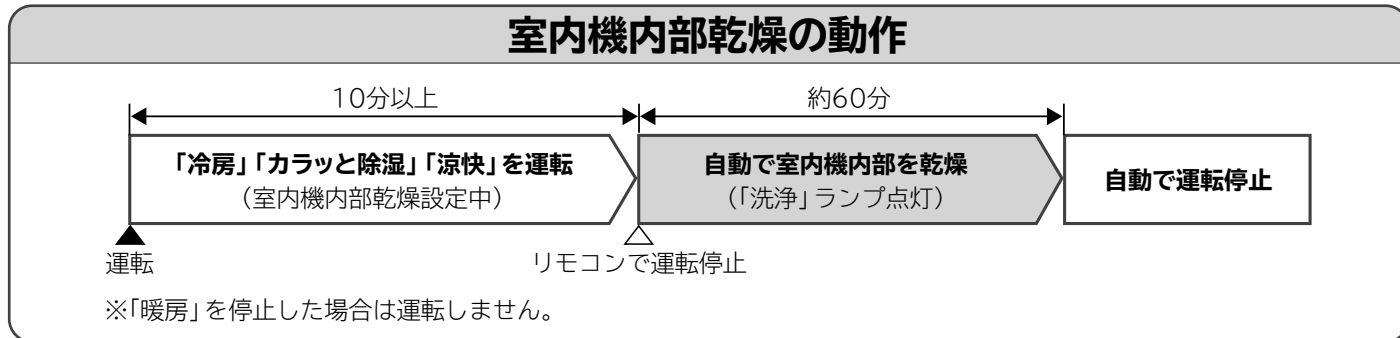 室内機内部乾燥の動作
10分以上
約60分
「冷房」「カラッと除湿」「涼快」を運転
（室内機内部乾燥設定中）
自動で室内機内部を乾燥
（「洗浄」ランプ点灯）
自動で運転停止
運転
リモコンで運転停止
※「暖房」を停止した場合は運転しません。